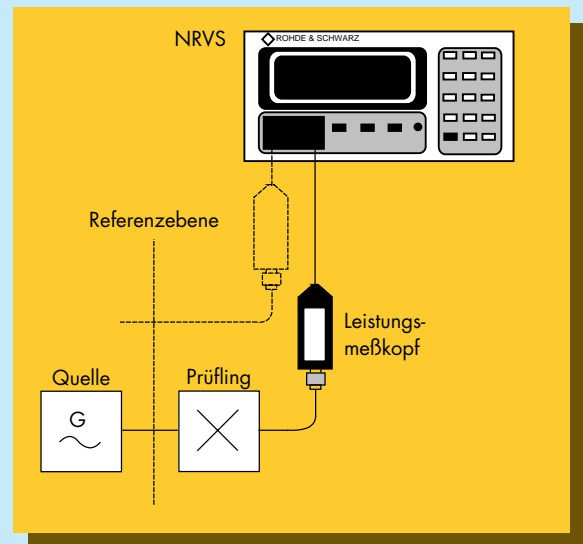 NRVS
ROHDE & SCHWARZ
Referenzebene
Leistungs-
meßkopf
Quelle
Prüfling
G